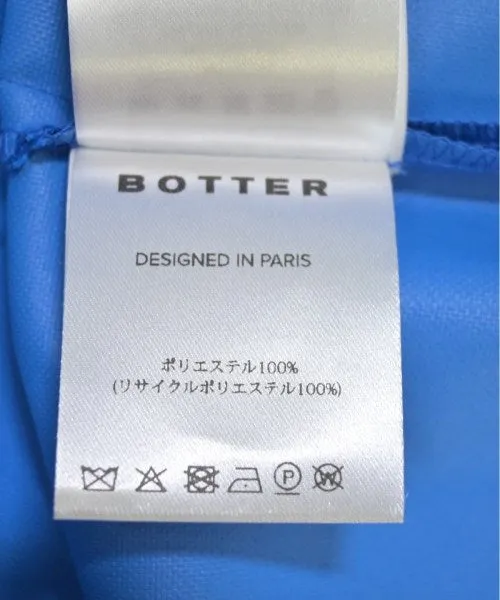 BOTTER
DESIGNED IN PARIS
ポリエステル100%
(リサイクルポリエステル100%)
P
W